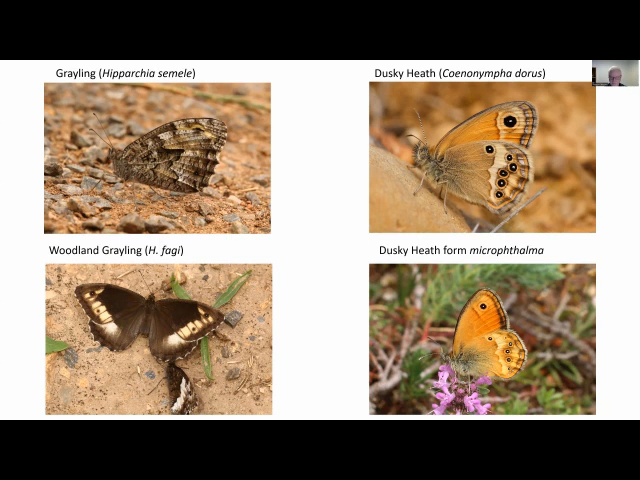 Grayling (Hipparchia semele)
Dusky Heath (Coenonympha dorus)
Woodland Grayling (H. fagi)
Dusky Heath form microphthalma